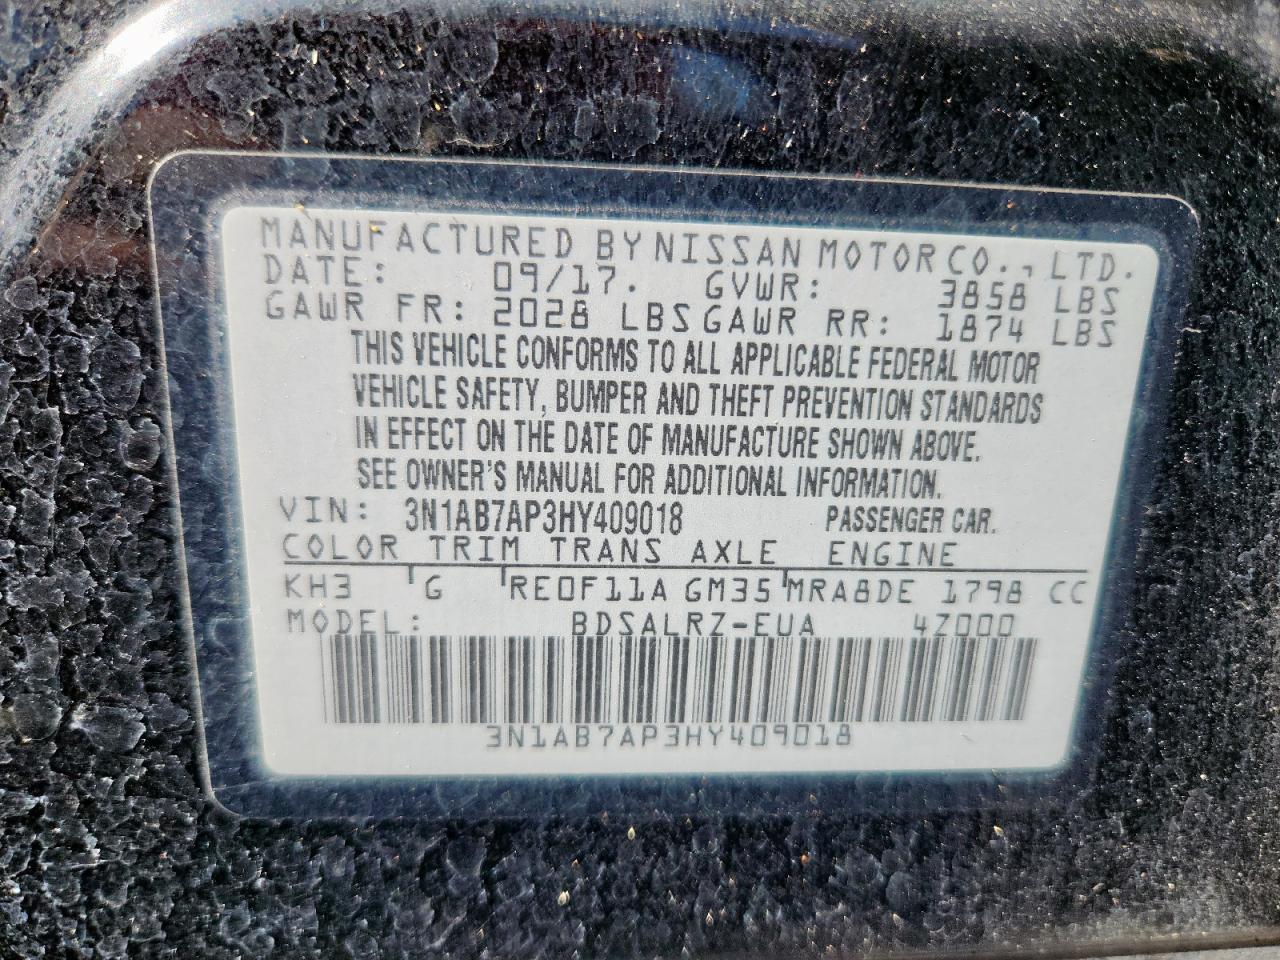 MANUFACTURED BY NISSAN MOTOR CO., LTD.
DATE: 09/17. GVWR: 3858 LBS
GAWR FR: 2028 LBS GAWR RR: 1874 LBS
THIS VEHICLE CONFORMS TO ALL APPLICABLE FEDERAL MOTOR
VEHICLE SAFETY, BUMPER AND THEFT PREVENTION STANDARDS
IN EFFECT ON THE DATE OF MANUFACTURE SHOWN ABOVE.
SEE OWNER'S MANUAL FOR ADDITIONAL INFORMATION.
VIN: 3N1AB7AP3HY409018 PASSENGER CAR.
COLOR TRIM TRANS AXLE ENGINE
KH3 G RE0F11A GM35 MRA8DE 1798 CC
MODEL: BDSALRZ-EUA 4Z000
3N1AB7AP3HY409018